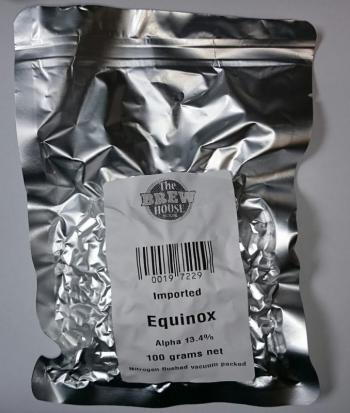 The
BREW
HOUSE
0019 7229
Imported
Equinox
Alpha 13.4%
100 grams net
Nitrogen flushed vacuum packed